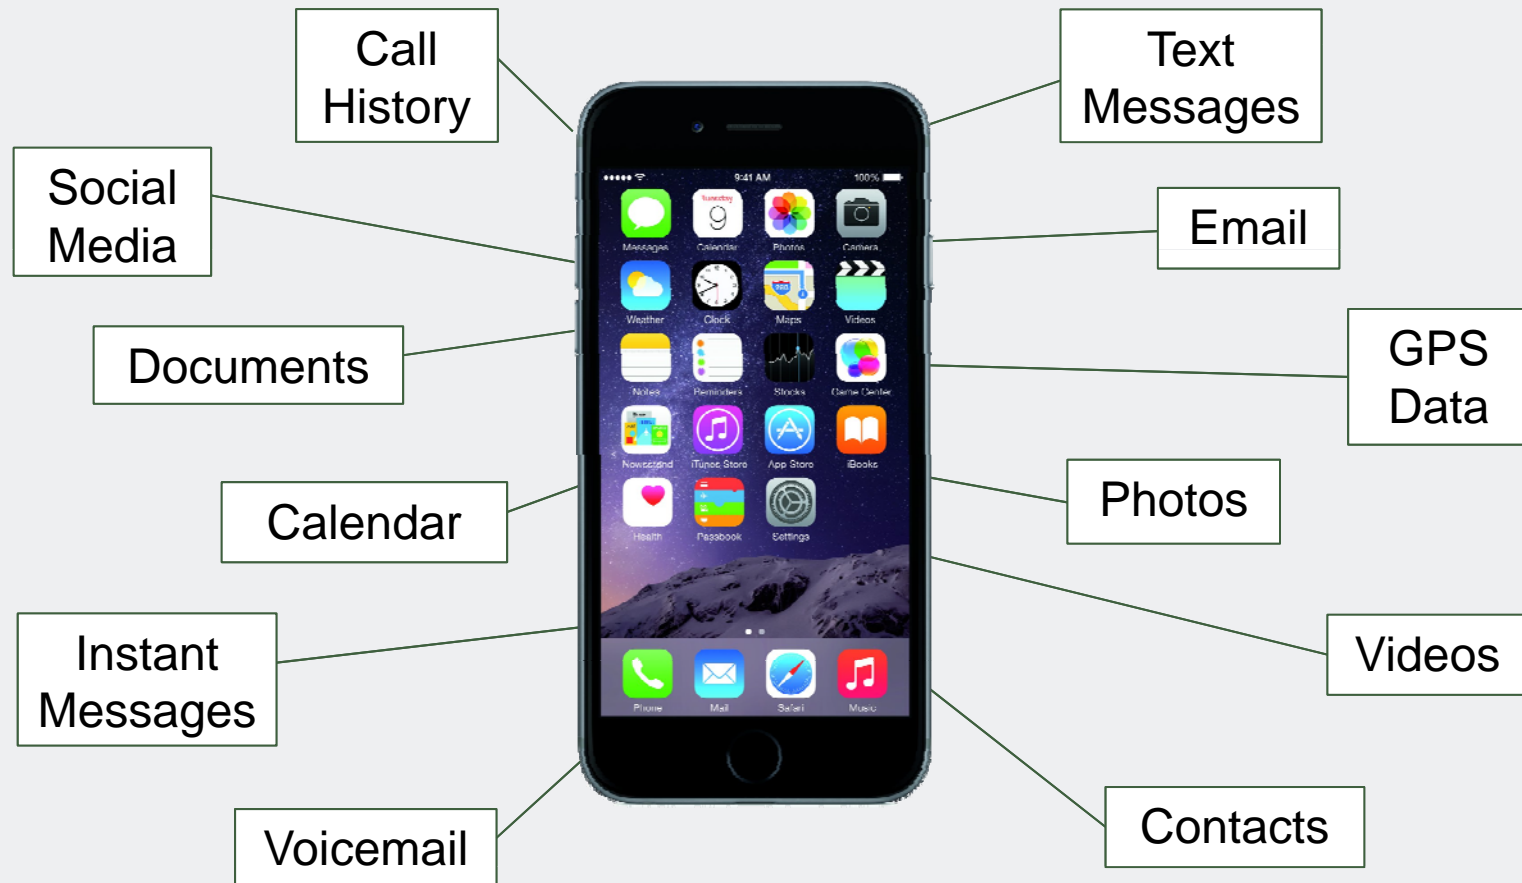 Call
History
Text
Messages
Social
Media
Email
Documents
GPS
Data
Calendar
Photos
Instant
Messages
Videos
Voicemail
Contacts
9:41 AM
100%
Tuesday
9
Messages
Calendar
Photos
Camera
280
Weather
Clock
Maps
Videos
Notes
Reminders
Stocks
Game Center
Newsstand
iTunes Store
App Store
iBooks
Health
Passbook
Settings
Phone
Mail
Safari
Music